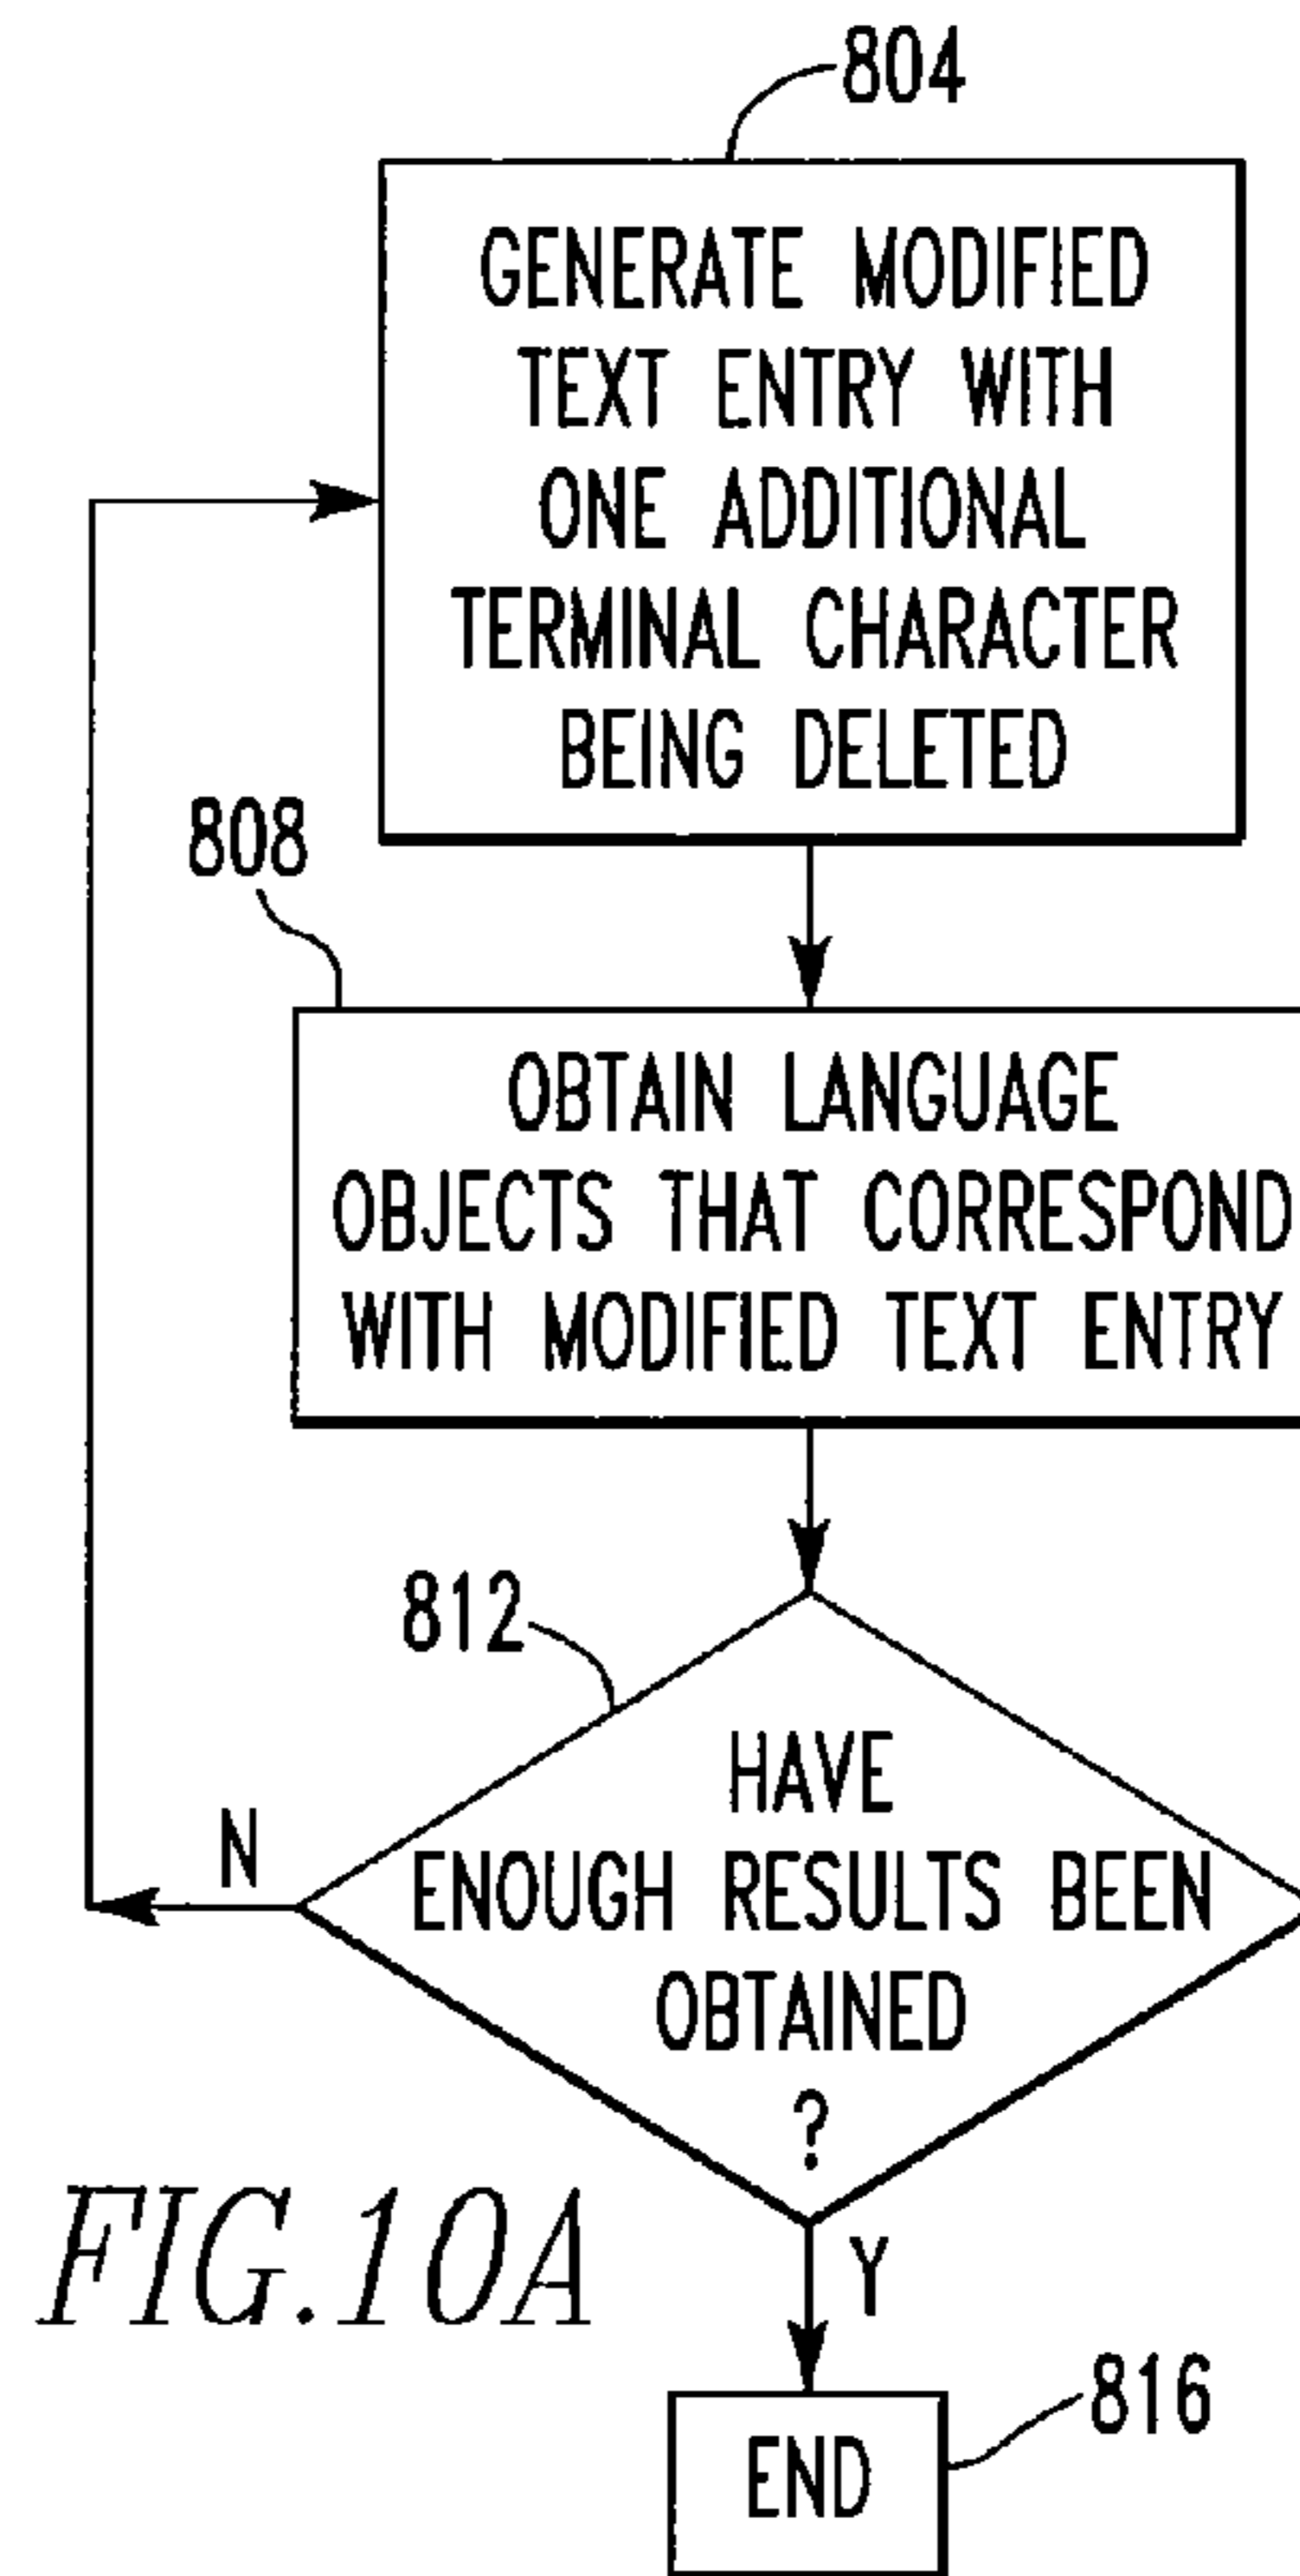 804
GENERATE MODIFIED
TEXT ENTRY WITH
ONE ADDITIONAL
TERMINAL CHARACTER
BEING DELETED
808
OBTAIN LANGUAGE
OBJECTS THAT CORRESPOND
WITH MODIFIED TEXT ENTRY
812
HAVE
ENOUGH RESULTS BEEN
OBTAINED
?
N
Y
FIG.10A
816
END